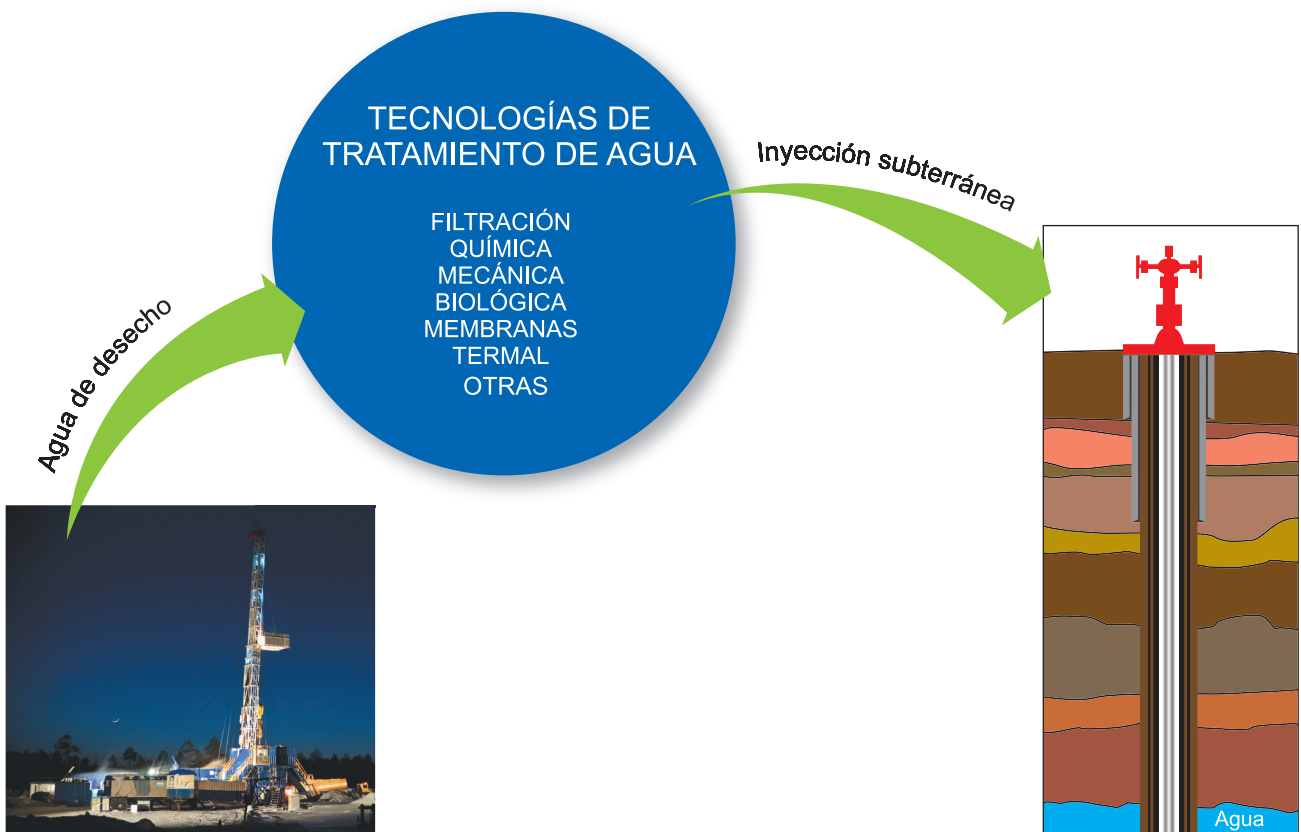 TECNOLOGÍAS DE
TRATAMIENTO DE AGUA
FILTRACIÓN
QUÍMICA
MECÁNICA
BIOLÓGICA
MEMBRANAS
TERMAL
OTRAS
Agua de desecho
Inyección subterránea
Agua